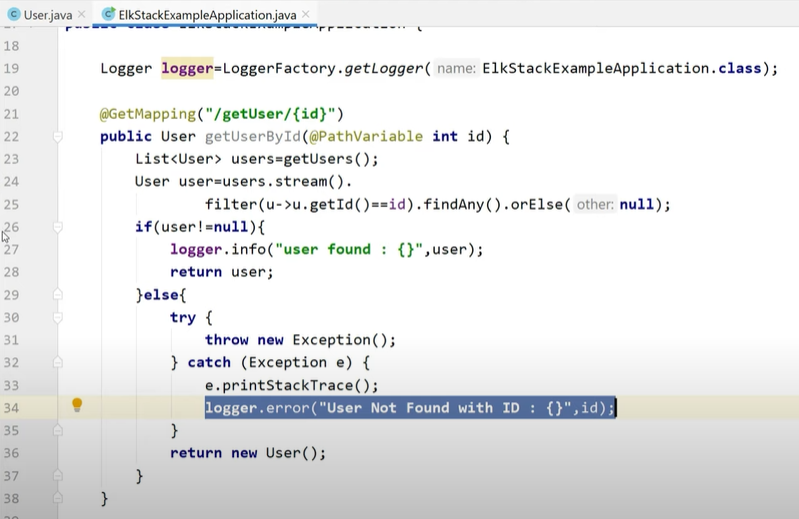 User.java ElkStackExampleApplication.java
18
19 Logger logger=LoggerFactory.getLogger( name: ElkStackExampleApplication.class);
20
21 @GetMapping("/getUser/{id}")
22 public User getUserById(@PathVariable int id) {
23 List<User> users=getUsers();
24 User user=users.stream().
25 filter(u->u.getId()==id).findAny().orElse( other: null);
26 if(user!=null){
27 logger.info("user found : {}",user);
28 return user;
29 }else{
30 try {
31 throw new Exception();
32 } catch (Exception e) {
33 e.printStackTrace();
34 logger.error("User Not Found with ID : {}",id);
35 }
36 return new User();
37 }
38 }